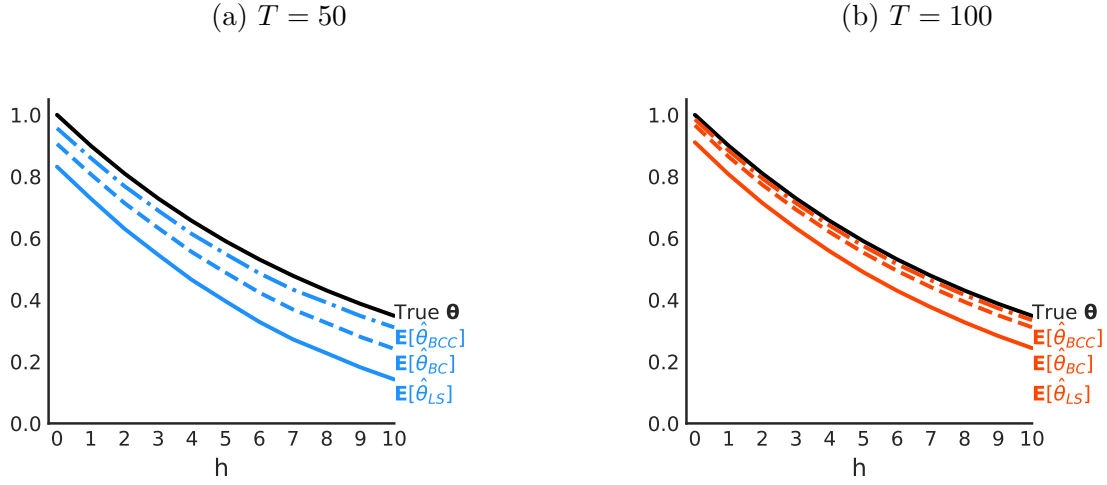 (a) T = 50
1.0
0.8
0.6
0.4
0.2
0.0
0 1 2 3 4 5 6 7 8 9 10
h
True θ
E[θ̂_BCC]
E[θ̂_BC]
E[θ̂_LS]
(b) T = 100
1.0
0.8
0.6
0.4
0.2
0.0
0 1 2 3 4 5 6 7 8 9 10
h
True θ
E[θ̂_BCC]
E[θ̂_BC]
E[θ̂_LS]